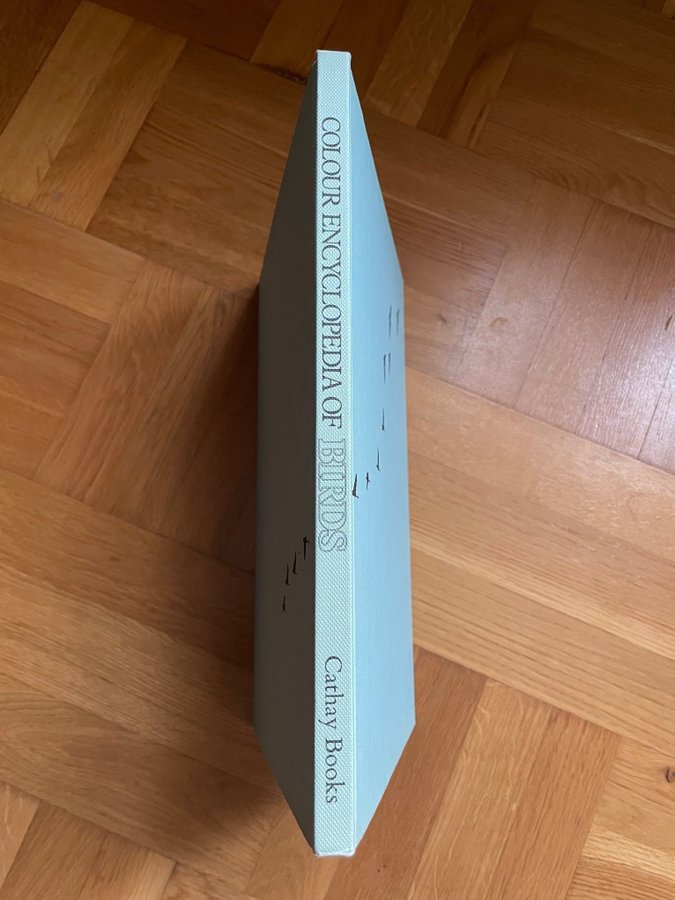 COLOUR ENCYCLOPEDIA OF BIRDS
Cathay Books